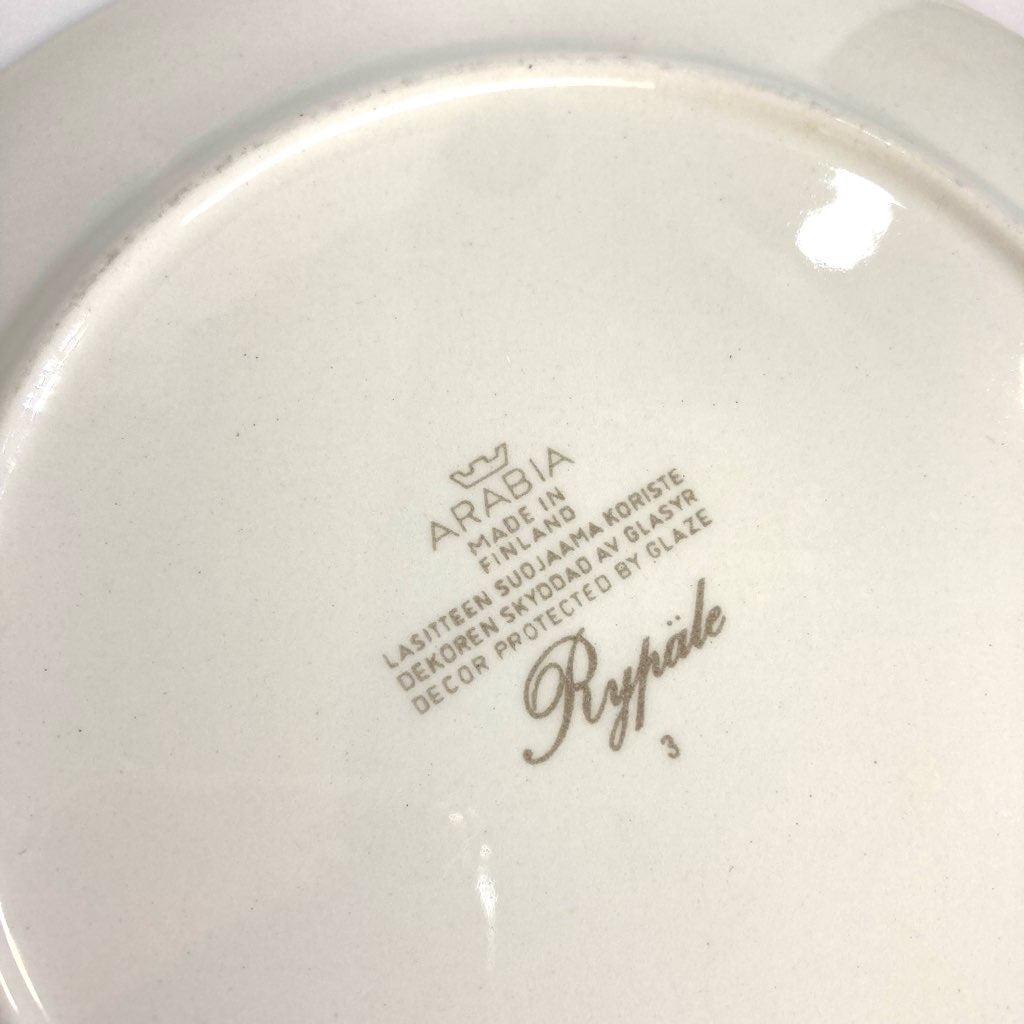 ARABIA
MADE IN
FINLAND
LASITTEEN SUOJAAMA KORISTE
DEKOREN SKYDDAD AV GLASYR
DECOR PROTECTED BY GLAZE
Rypäle
3